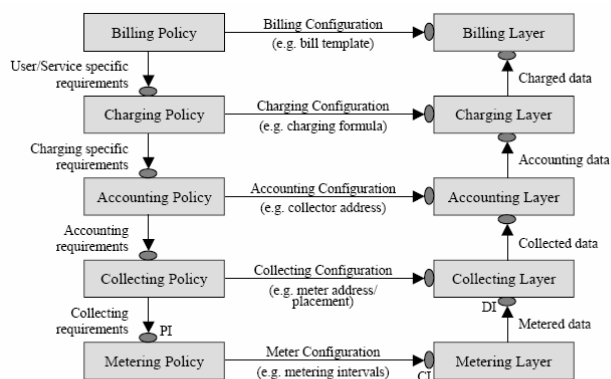 Billing Policy
Billing Configuration
(e.g. bill template)
Billing Layer
User/Service specific
requirements
Charged data
Charging Policy
Charging Configuration
(e.g. charging formula)
Charging Layer
Charging specific
requirements
Accounting data
Accounting Policy
Accounting Configuration
(e.g. collector address)
Accounting Layer
Accounting
requirements
Collected data
Collecting Policy
Collecting Configuration
(e.g. meter address/
placement)
Collecting Layer
Collecting
requirements
PI
DI
Metered data
Metering Policy
Meter Configuration
(e.g. metering intervals)
CI
Metering Layer